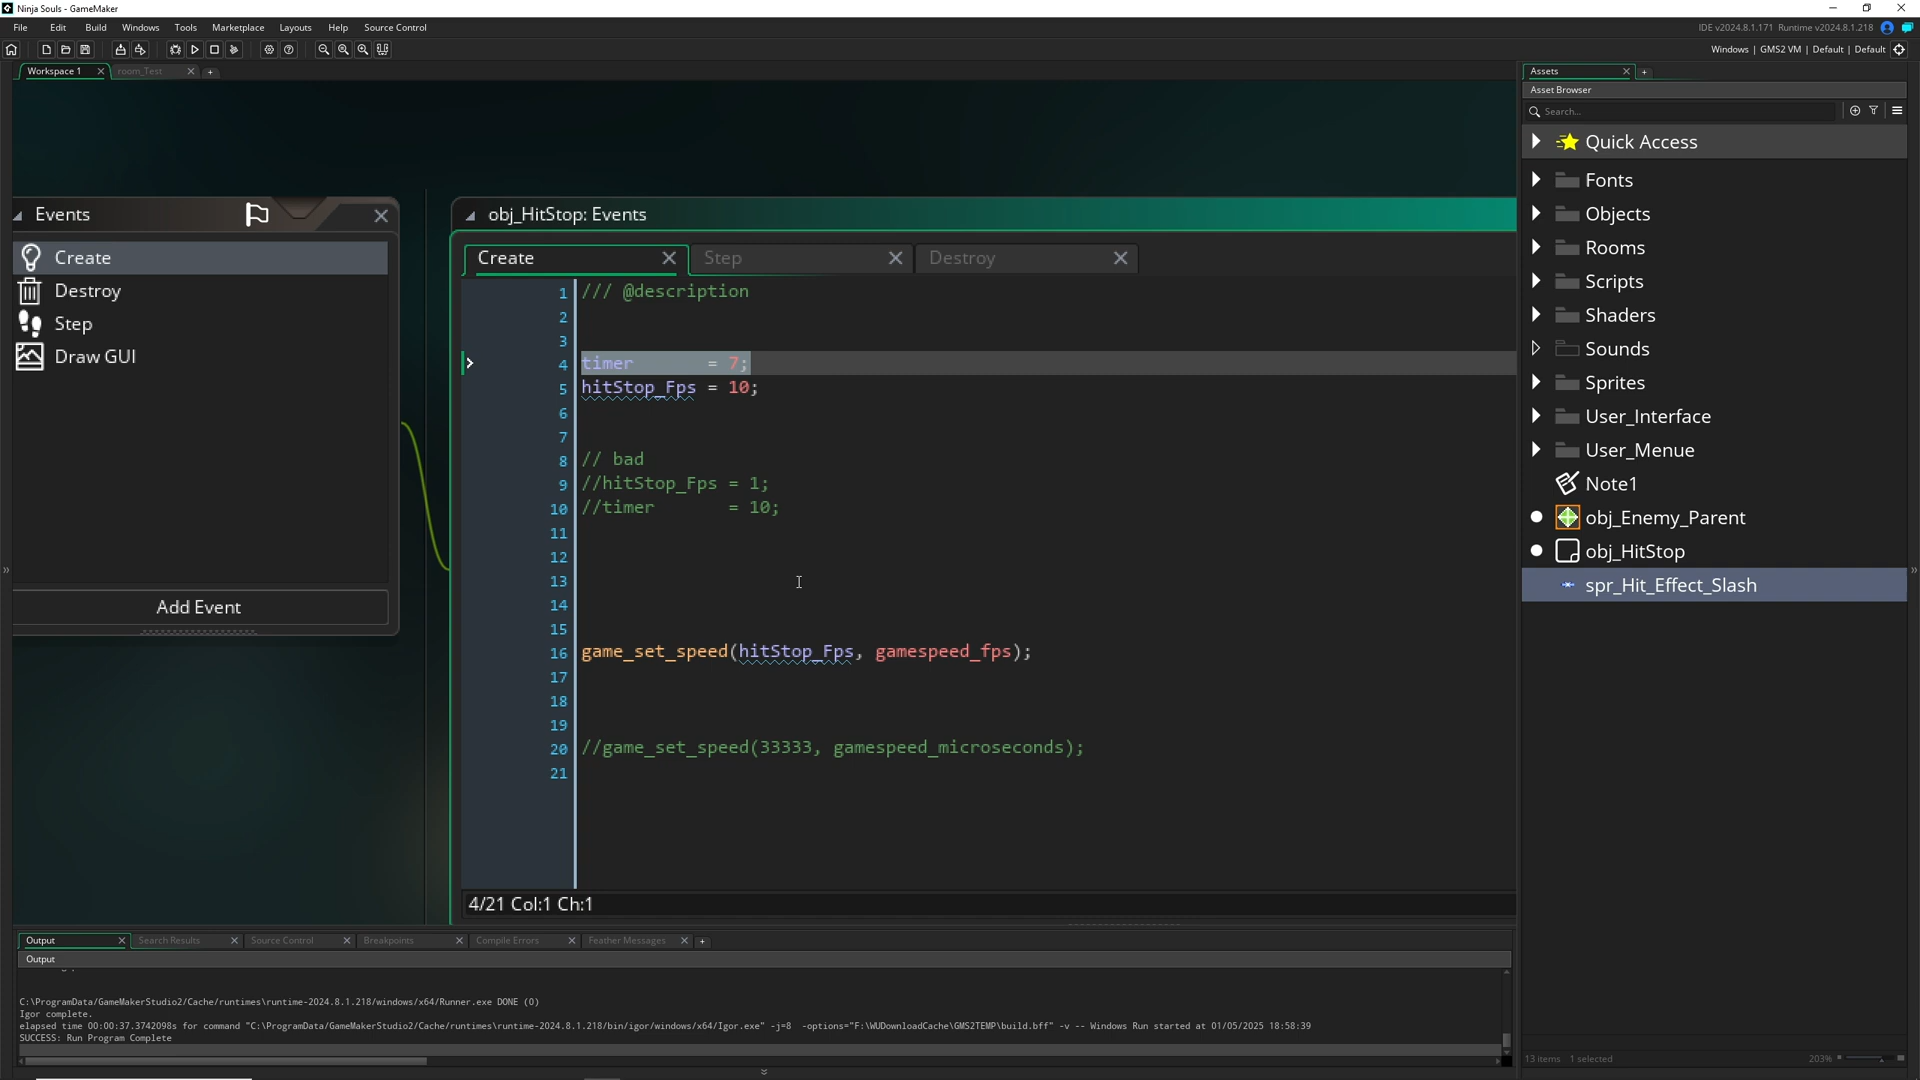 Ninja Souls - GameMaker
File Edit Build Windows Tools Marketplace Layouts Help Source Control
IDE v2024.8.1.171 Runtime v2024.8.1.218
Windows | GMS2 VM | Default | Default
Workspace 1
room_Test
Assets
Asset Browser
Search...
Quick Access
Fonts
Objects
Rooms
Scripts
Shaders
Sounds
Sprites
User_Interface
User_Menue
Note1
obj_Enemy_Parent
obj_HitStop
spr_Hit_Effect_Slash
13 items 1 selected
203%
Events
Create
Destroy
Step
Draw GUI
Add Event
obj_HitStop: Events
Create
Step
Destroy
1 /// @description
2
3
4 timer = 7;
5 hitStop_Fps = 10;
6
7
8 // bad
9 //hitStop_Fps = 1;
10 //timer = 10;
11
12
13
14
15
16 game_set_speed(hitStop_Fps, gamespeed_fps);
17
18
19
20 //game_set_speed(33333, gamespeed_microseconds);
21
4/21 Col:1 Ch:1
Output
Search Results
Source Control
Breakpoints
Compile Errors
Feather Messages
Output
C:\ProgramData/GameMakerStudio2/Cache/runtimes\runtime-2024.8.1.218/windows/x64/Runner.exe DONE (0)
Igor complete.
elapsed time 00:00:37.3742098s for command "C:\ProgramData/GameMakerStudio2/Cache/runtimes\runtime-2024.8.1.218/bin/igor/windows/x64/Igor.exe" -j=8 -options="F:\WUDownloadCache\GMS2TEMP\build.bff" -v -- Windows Run started at 01/05/2025 18:58:39
SUCCESS: Run Program Complete